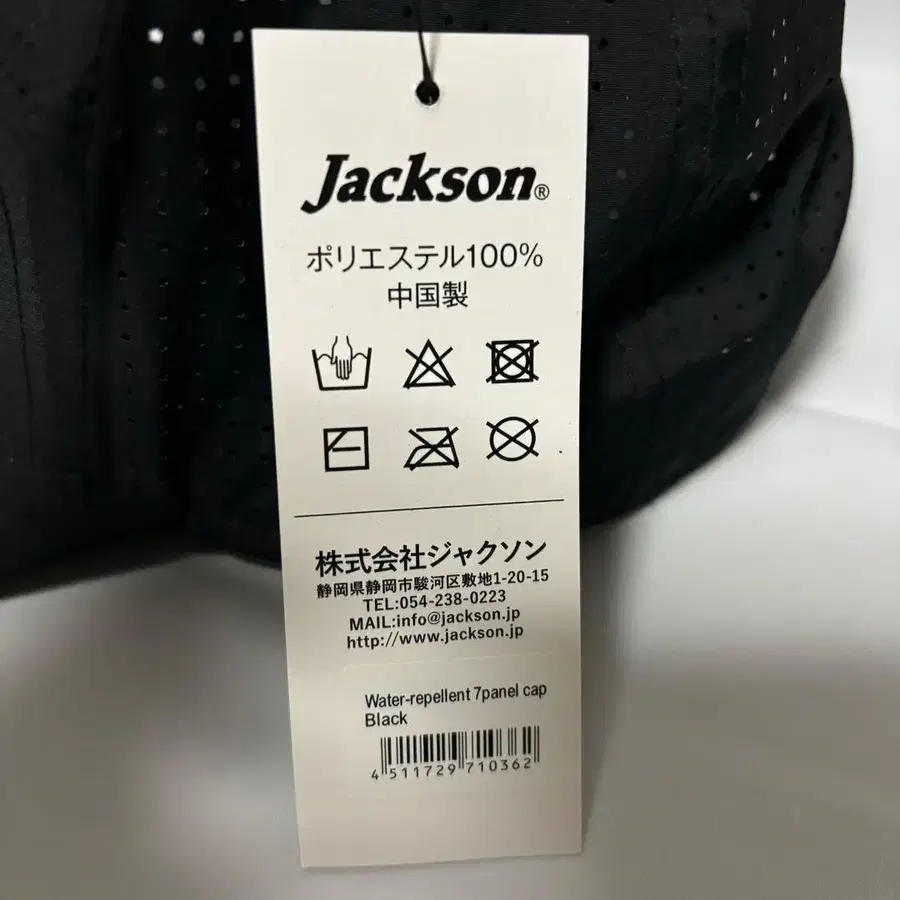 Jackson®
ポリエステル100%
中国製
株式会社ジャクソン
静岡県静岡市駿河区敷地1-20-15
TEL:054-238-0223
MAIL:info@jackson.jp
http://www.jackson.jp
Water-repellent 7panel cap
Black
4 511729 710362